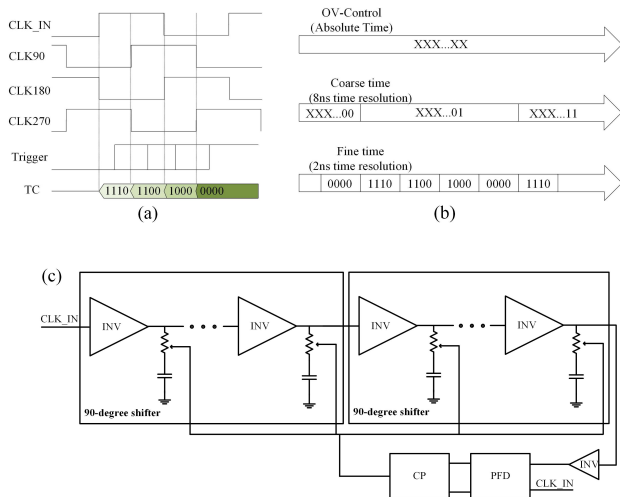 CLK_IN
CLK90
CLK180
CLK270
Trigger
TC
1110 1100 1000 0000
(a)
OV-Control
(Absolute Time)
XXX...XX
Coarse time
(8ns time resolution)
XXX...00 XXX...01 XXX...11
Fine time
(2ns time resolution)
0000 1110 1100 1000 0000 1110
(b)
(c)
CLK_IN
INV
INV
90-degree shifter
INV
INV
90-degree shifter
CP
PFD
INV
CLK_IN